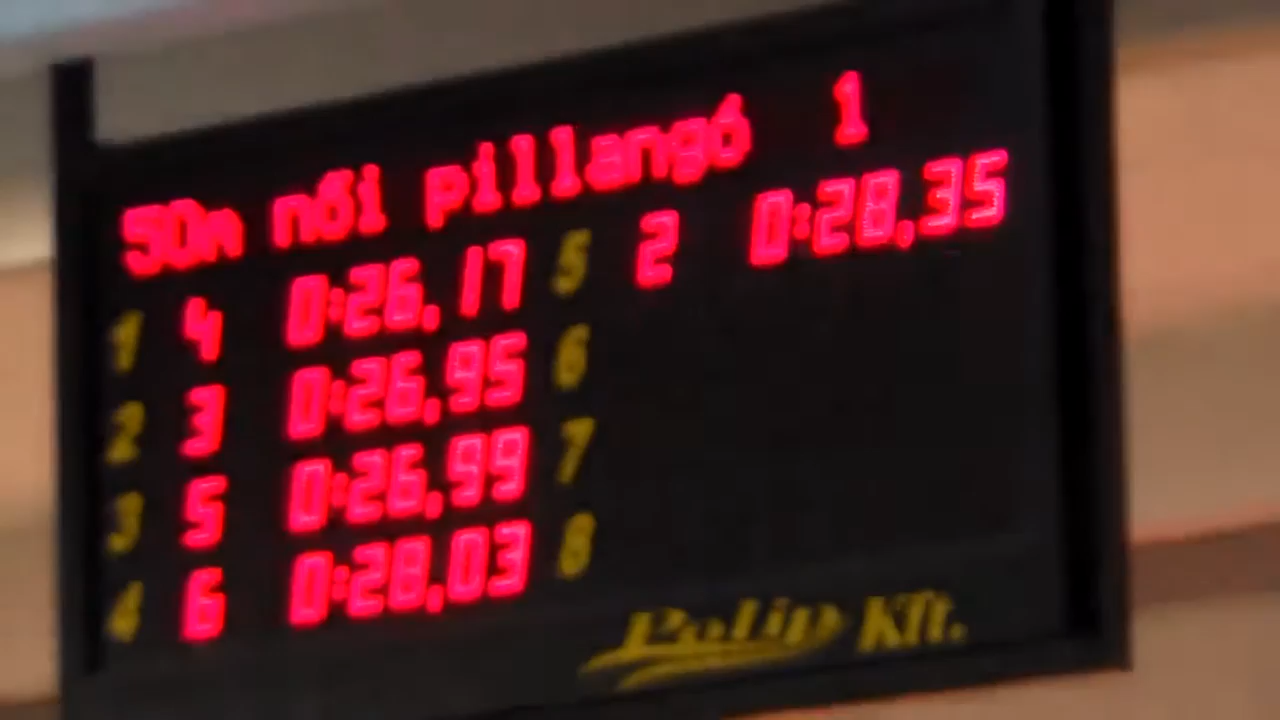 50m női pillangó 1
1 4 0:26,17 5 2 0:28,35
2 3 0:26,95 6
3 5 0:26,99 7
4 6 0:28,03 8
Polip Kft.